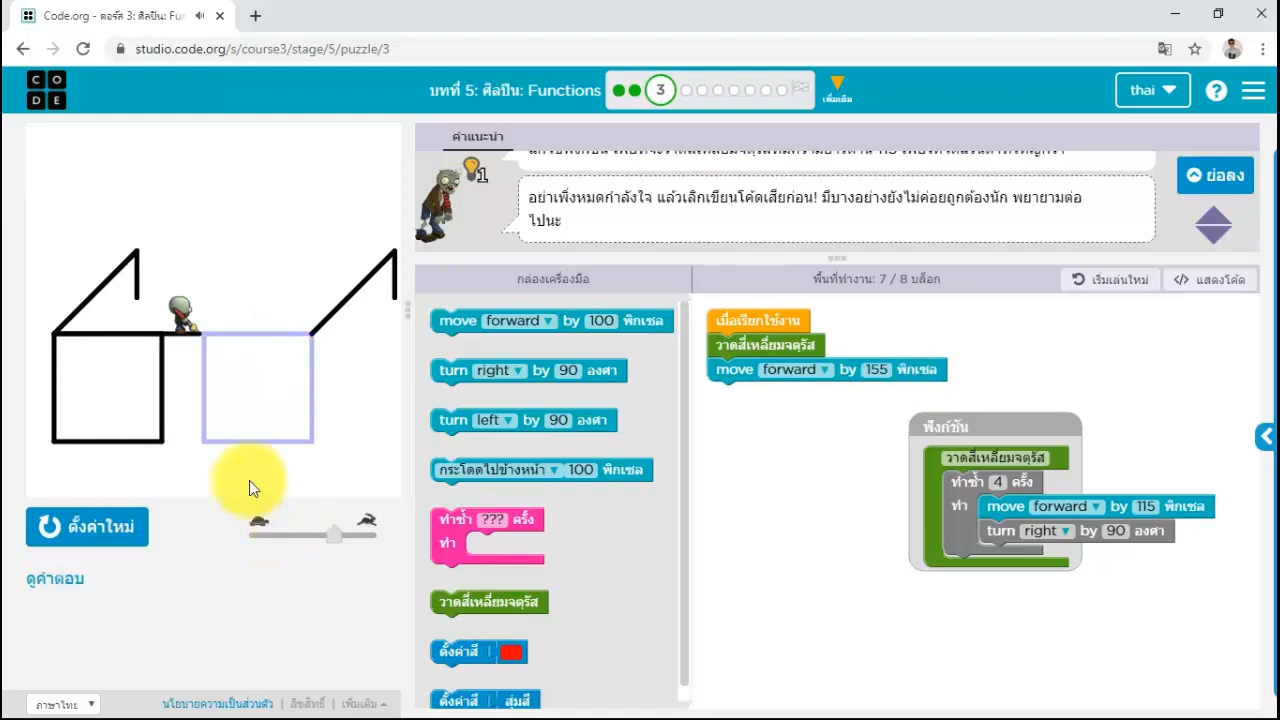 Code.org - คอร์ส 3: ศิลปิน: Fur
studio.code.org/s/course3/stage/5/puzzle/3
C O
D E
บทที่ 5: ศิลปิน: Functions
3
เพิ่มเติม
thai
?
คำแนะนำ
1
อย่าเพิ่งหมดกำลังใจ แล้วเลิกเขียนโค้ดเสียก่อน! มีบางอย่างยังไม่ค่อยถูกต้องนัก พยายามต่อ
ไปนะ
ย่อลง
กล่องเครื่องมือ
พื้นที่ทำงาน: 7 / 8 บล็อก
เริ่มเล่นใหม่
</> แสดงโค้ด
move forward by 100 พิกเซล
turn right by 90 องศา
turn left by 90 องศา
กระโดดไปข้างหน้า 100 พิกเซล
ทำซ้ำ ??? ครั้ง
ทำ
วาดสี่เหลี่ยมจตุรัส
ตั้งค่าสี
ตั้งค่าสี สุ่มสี
เมื่อเรียกใช้งาน
วาดสี่เหลี่ยมจตุรัส
move forward by 155 พิกเซล
ฟังก์ชัน
วาดสี่เหลี่ยมจตุรัส
ทำซ้ำ 4 ครั้ง
ทำ
move forward by 115 พิกเซล
turn right by 90 องศา
ตั้งค่าใหม่
ดูคำตอบ
ภาษาไทย
นโยบายความเป็นส่วนตัว | ลิขสิทธิ์ | เพิ่มเติม